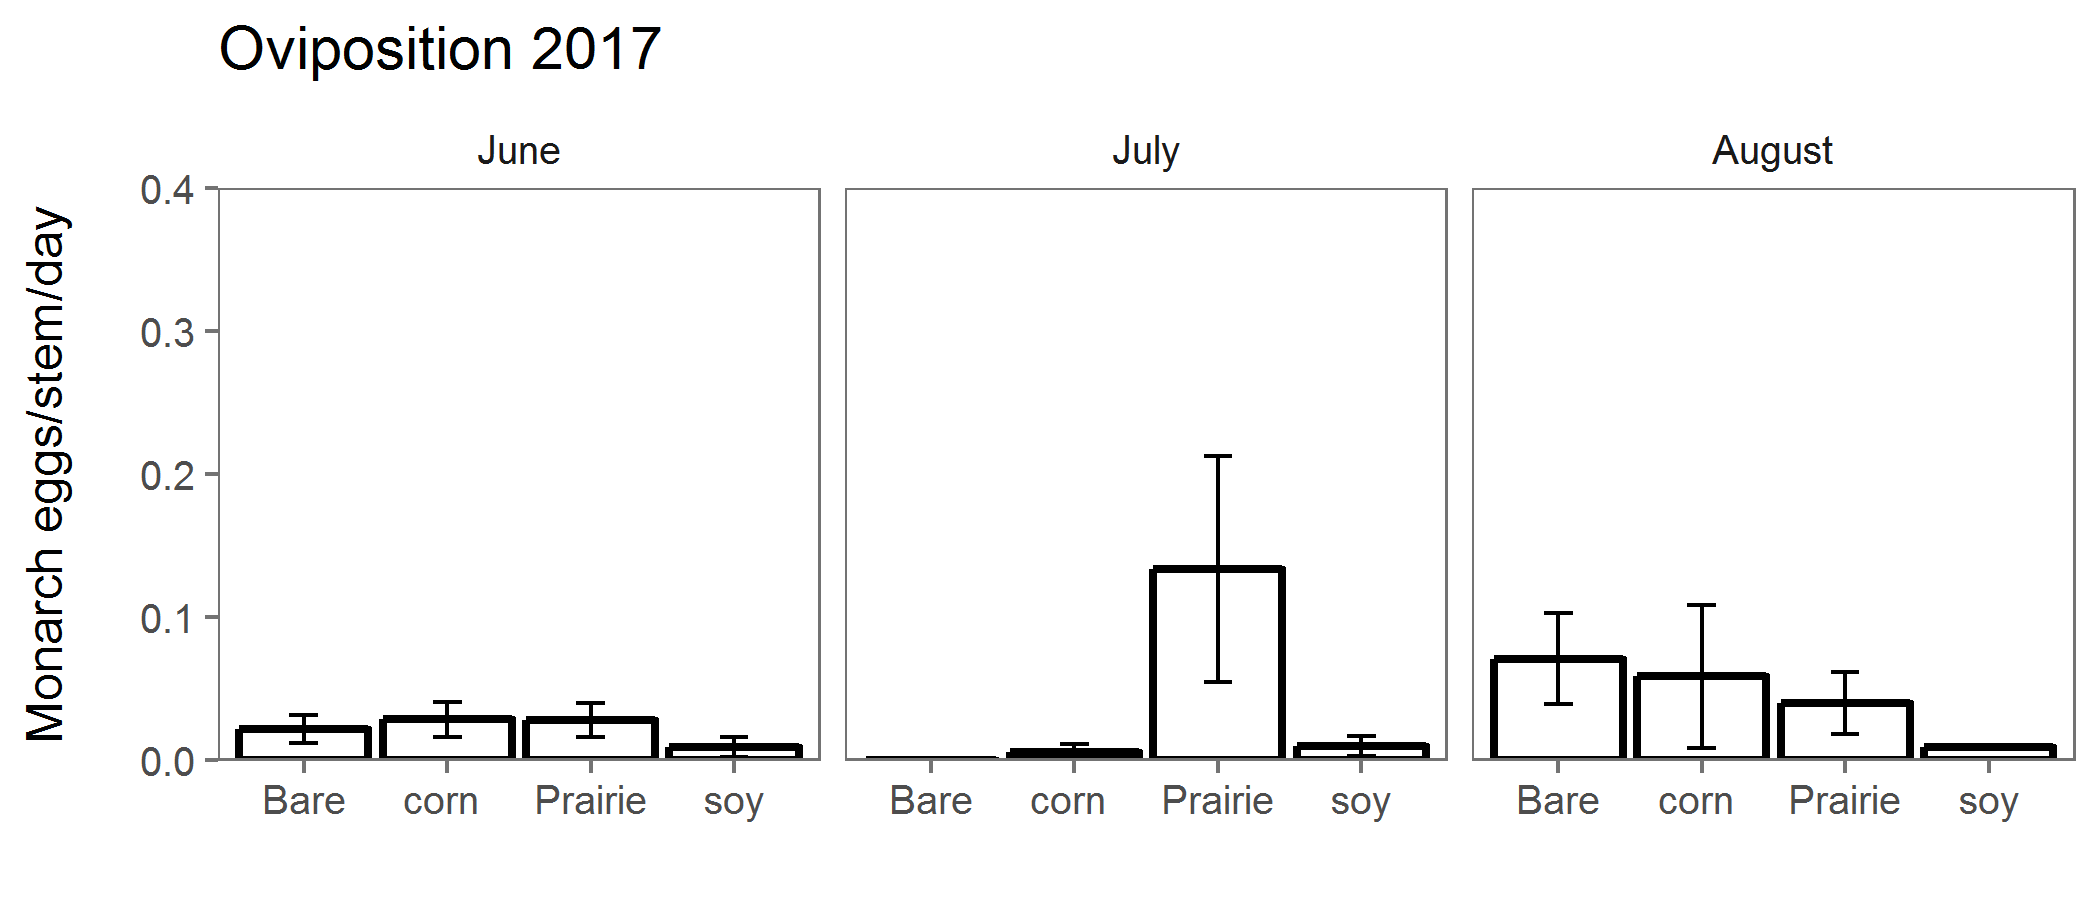 Oviposition 2017
June July August
Monarch eggs/stem/day
0.4
0.3
0.2
0.1
0.0
Bare corn Prairie soy Bare corn Prairie soy Bare corn Prairie soy